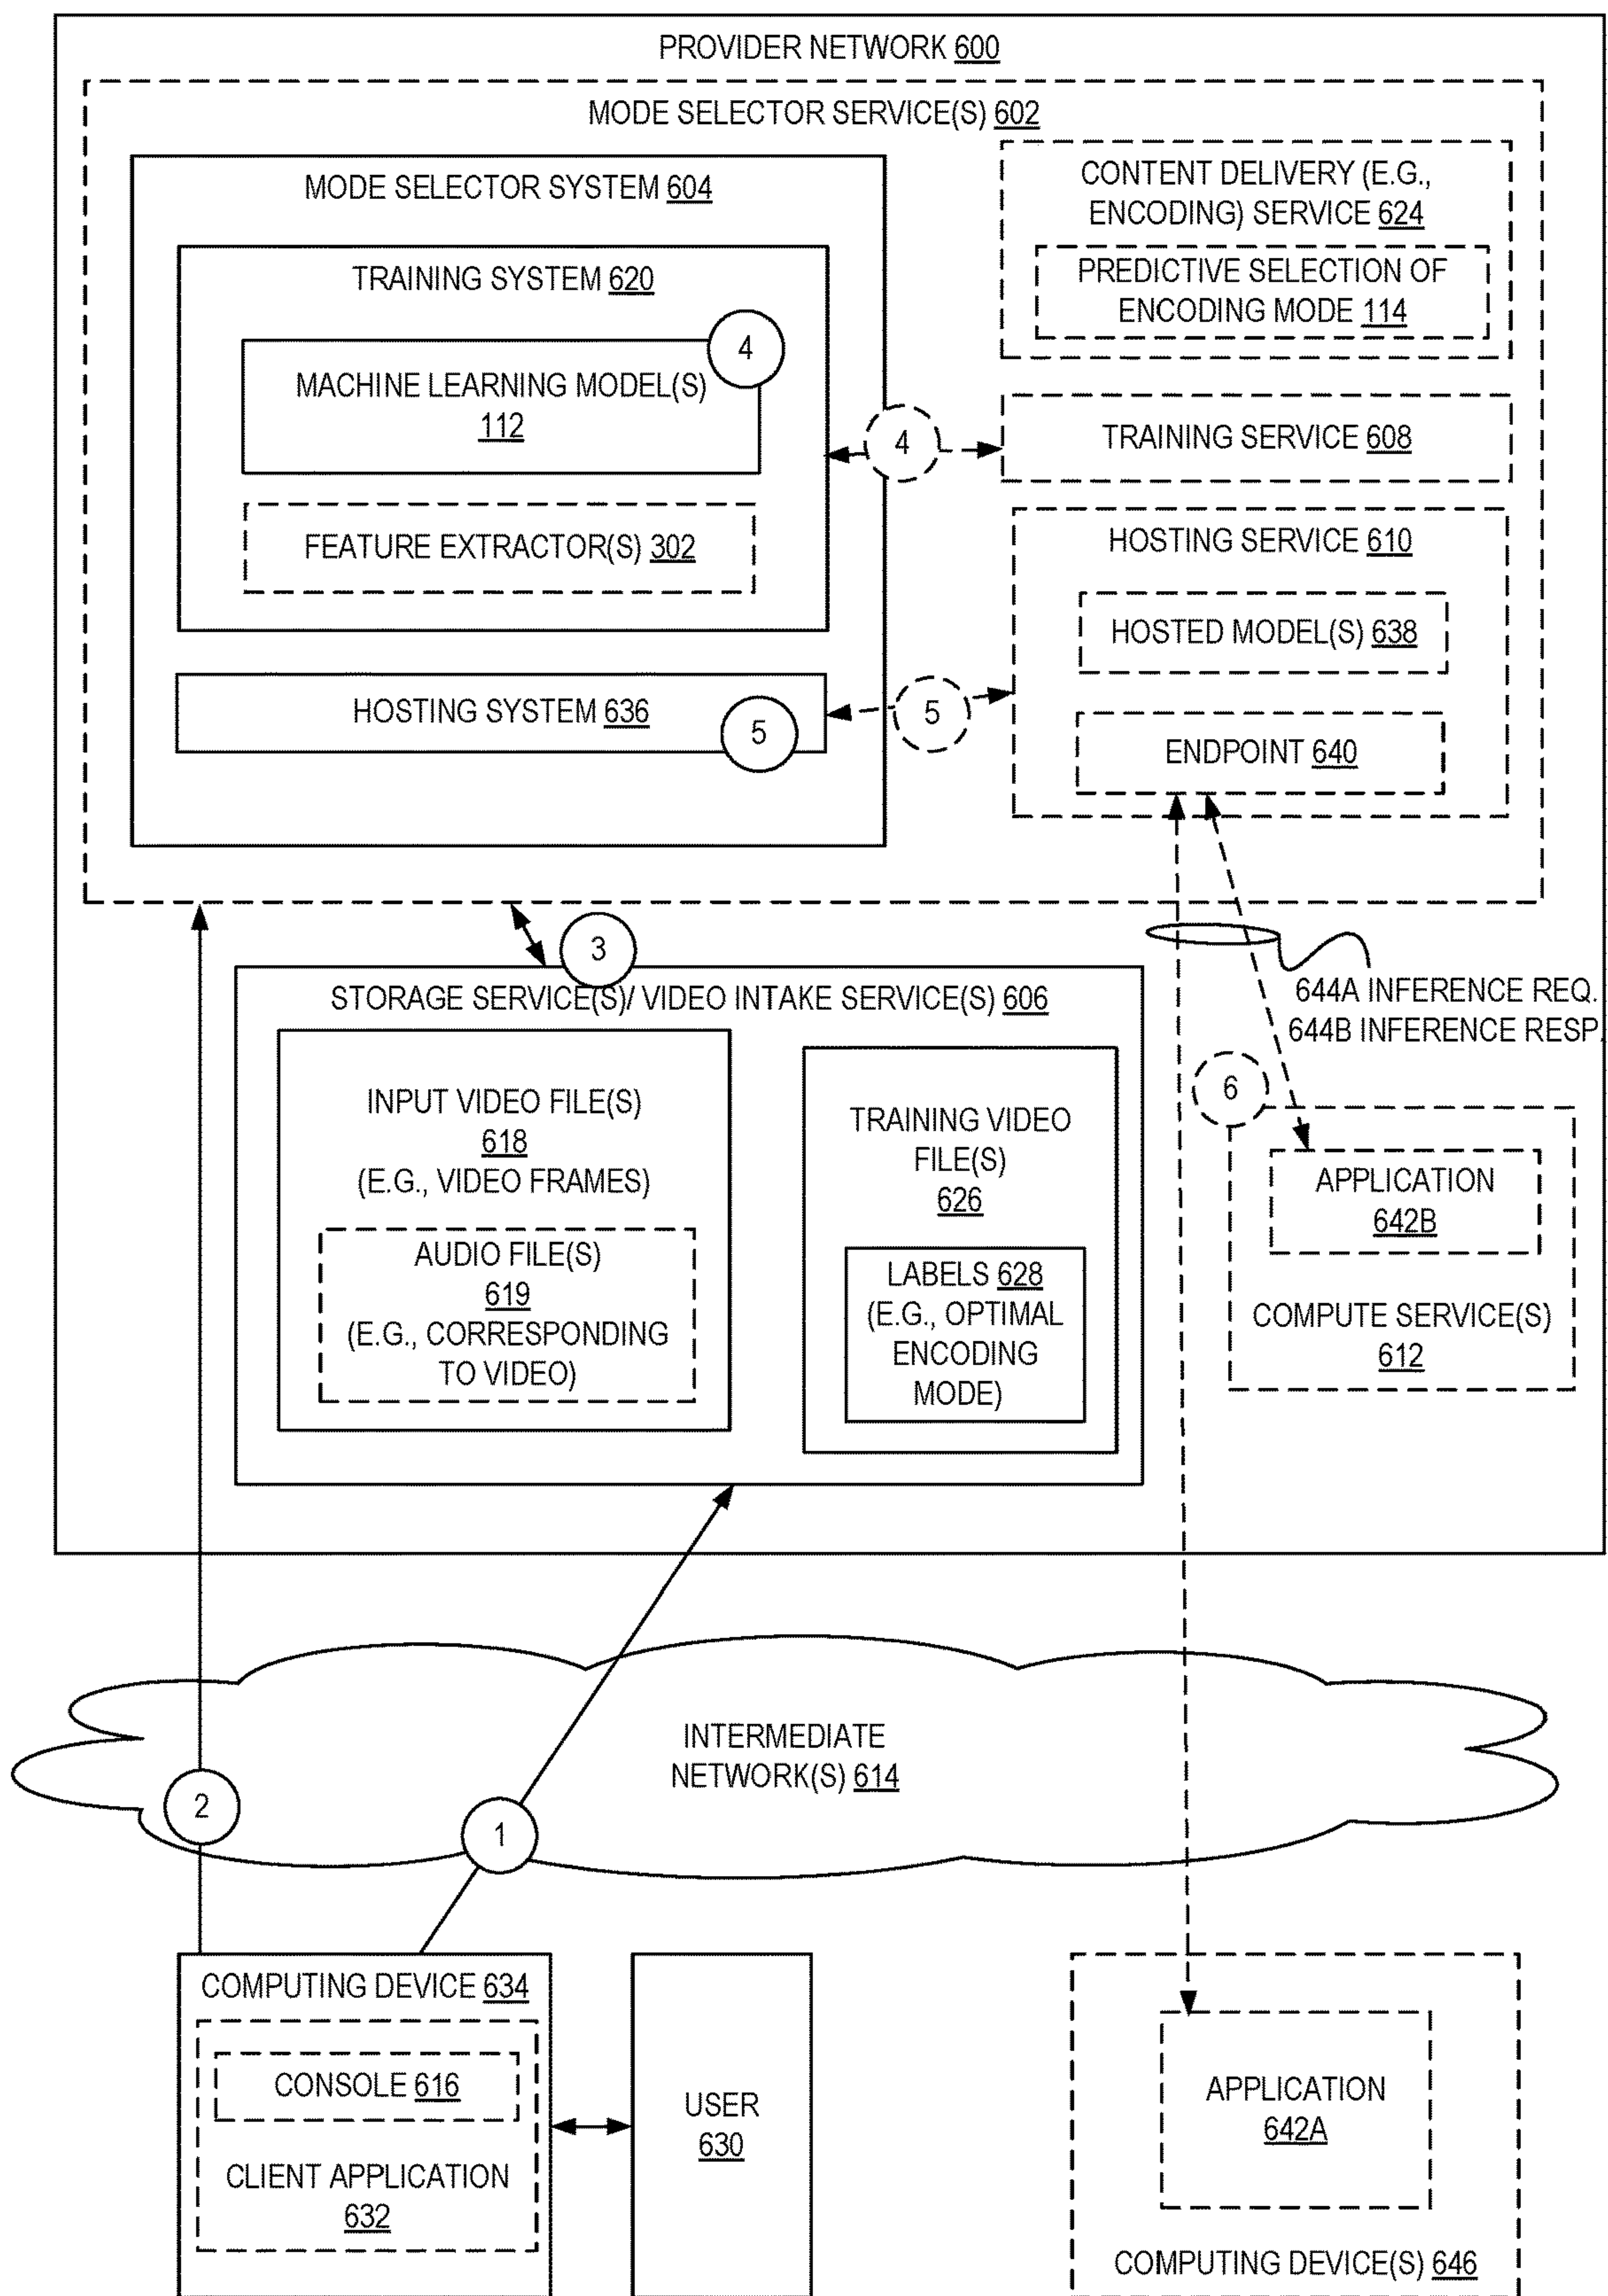 PROVIDER NETWORK 600
MODE SELECTOR SERVICE(S) 602
MODE SELECTOR SYSTEM 604
TRAINING SYSTEM 620
4
MACHINE LEARNING MODEL(S)
112
FEATURE EXTRACTOR(S) 302
HOSTING SYSTEM 636
5
CONTENT DELIVERY (E.G.,
ENCODING) SERVICE 624
PREDICTIVE SELECTION OF
ENCODING MODE 114
4
TRAINING SERVICE 608
HOSTING SERVICE 610
HOSTED MODEL(S) 638
5
ENDPOINT 640
3
STORAGE SERVICE(S)/ VIDEO INTAKE SERVICE(S) 606
INPUT VIDEO FILE(S)
618
(E.G., VIDEO FRAMES)
AUDIO FILE(S)
619
(E.G., CORRESPONDING
TO VIDEO)
TRAINING VIDEO
FILE(S)
626
LABELS 628
(E.G., OPTIMAL
ENCODING
MODE)
644A INFERENCE REQ.
644B INFERENCE RESP.
6
APPLICATION
642B
COMPUTE SERVICE(S)
612
INTERMEDIATE
NETWORK(S) 614
2
1
COMPUTING DEVICE 634
CONSOLE 616
CLIENT APPLICATION
632
USER
630
APPLICATION
642A
COMPUTING DEVICE(S) 646